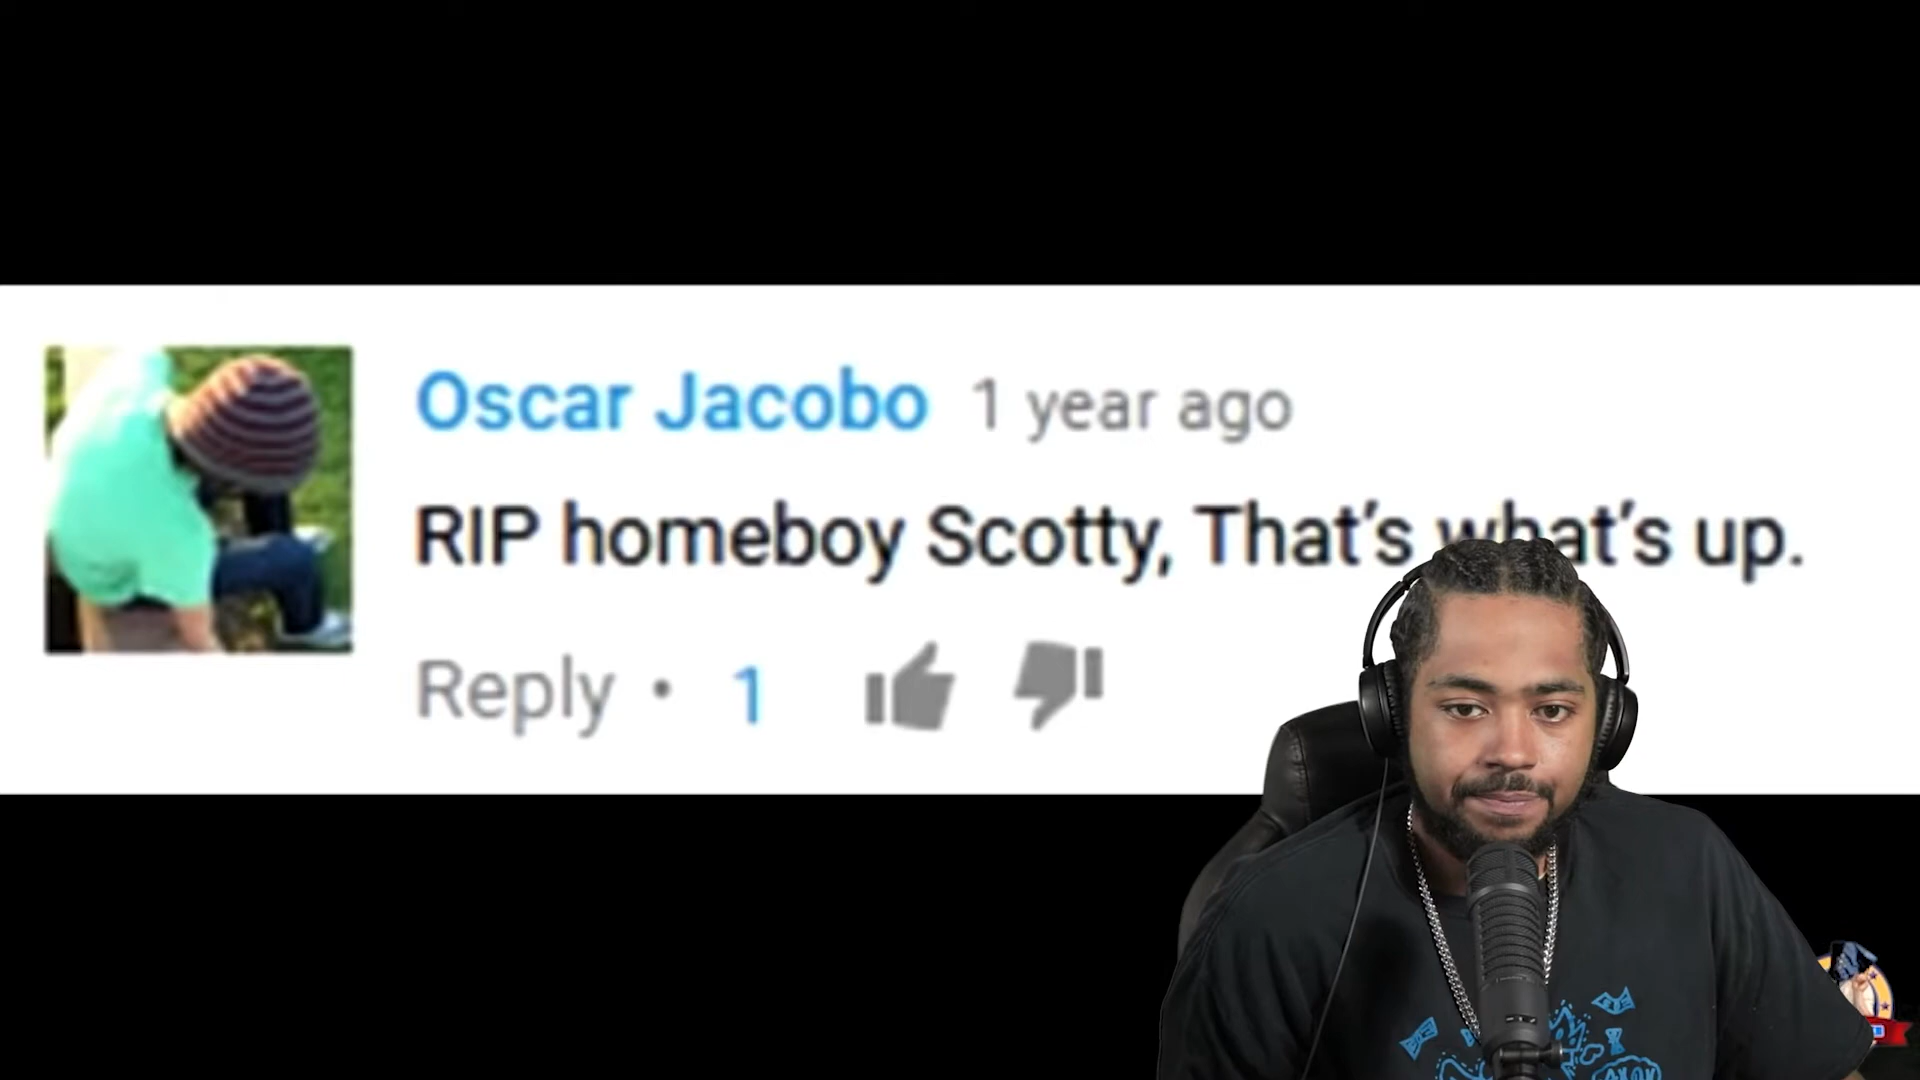 Oscar Jacobo 1 year ago
RIP homeboy Scotty, That's what's up.
Reply • 1